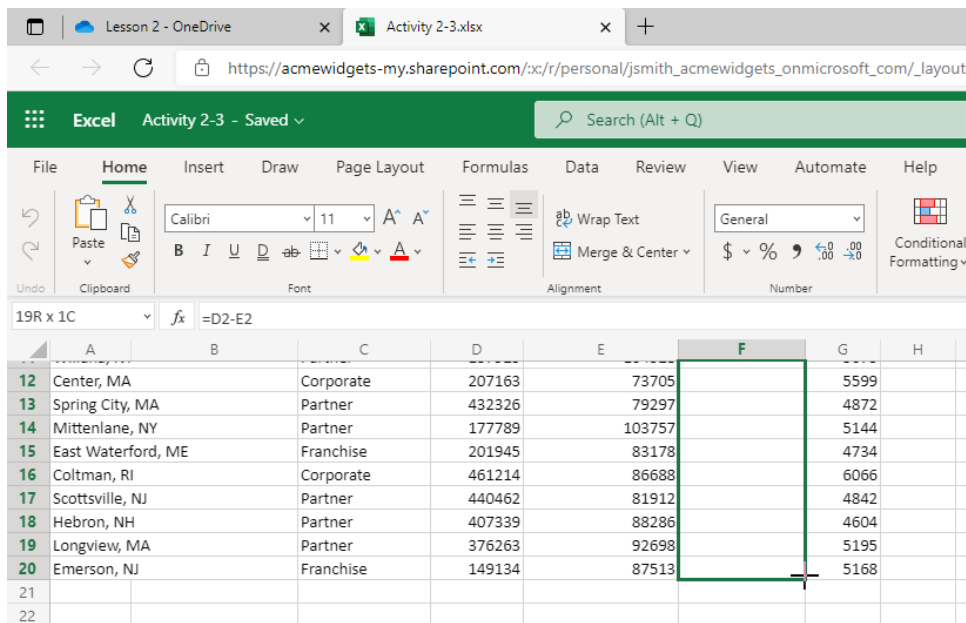 Lesson 2 - OneDrive Activity 2-3.xlsx
https://acmewidgets-my.sharepoint.com/:x:/r/personal/jsmith_acmewidgets_onmicrosoft_com/_layout
Excel Activity 2-3 - Saved Search (Alt + Q)
File Home Insert Draw Page Layout Formulas Data Review View Automate Help
Calibri 11 A A ab Wrap Text General
Paste B I U D ab A Merge & Center $ % 9 .00 Conditional
Formatting
Undo Clipboard Font Alignment Number
19R x 1C fx =D2-E2
A B C D E F G H
12 Center, MA Corporate 207163 73705 5599
13 Spring City, MA Partner 432326 79297 4872
14 Mittenlane, NY Partner 177789 103757 5144
15 East Waterford, ME Franchise 201945 83178 4734
16 Coltman, RI Corporate 461214 86688 6066
17 Scottsville, NJ Partner 440462 81912 4842
18 Hebron, NH Partner 407339 88286 4604
19 Longview, MA Partner 376263 92698 5195
20 Emerson, NJ Franchise 149134 87513 5168
21
22